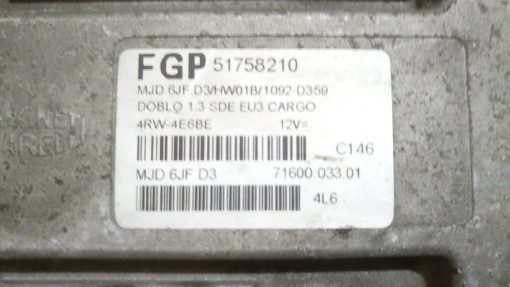 FGP 51758210
MJD 6JF D3/HW01B/1092-D359
DOBLO 1.3 SDE EU3 CARGO
4RW-4E6BE 12V=
C146
MJD 6JF D3 71600.033.01
4L6